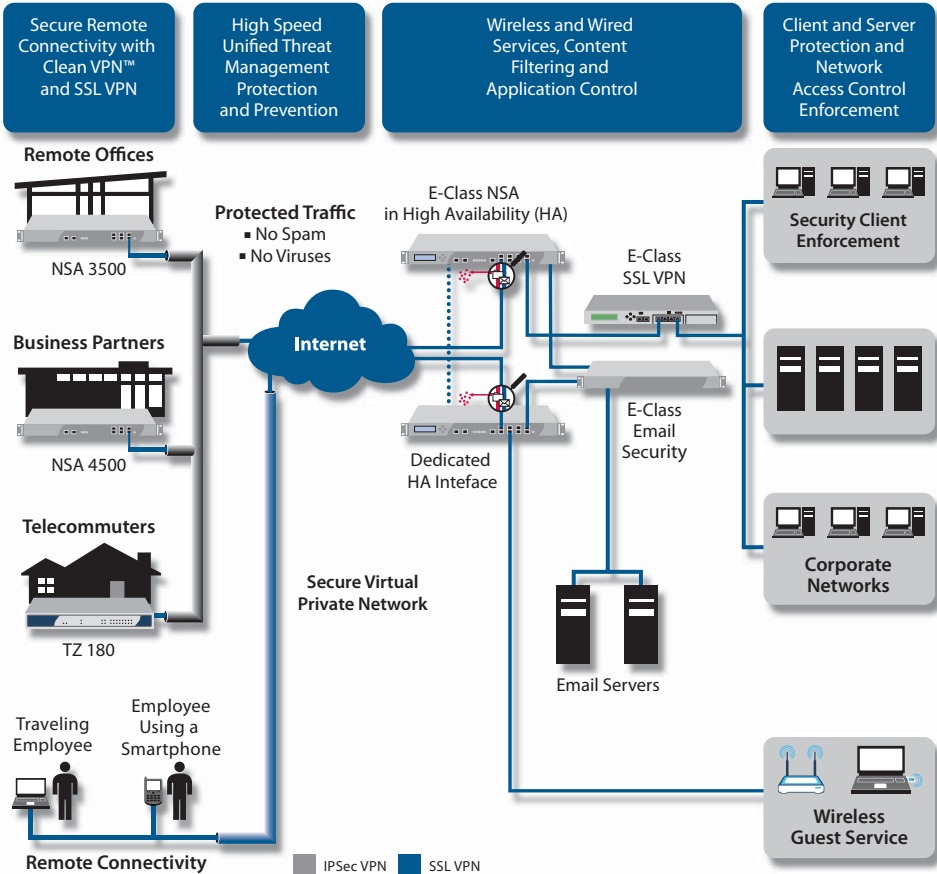 Secure Remote
Connectivity with
Clean VPN™
and SSL VPN
High Speed
Unified Threat
Management
Protection
and Prevention
Wireless and Wired
Services, Content
Filtering and
Application Control
Client and Server
Protection and
Network
Access Control
Enforcement
Remote Offices
NSA 3500
Business Partners
NSA 4500
Telecommuters
TZ 180
Traveling
Employee
Employee
Using a
Smartphone
Remote Connectivity
Protected Traffic
▪ No Spam
▪ No Viruses
Internet
Secure Virtual
Private Network
IPSec VPN
SSL VPN
E-Class NSA
in High Availability (HA)
Dedicated
HA Inteface
E-Class
SSL VPN
E-Class
Email
Security
Email Servers
Security Client
Enforcement
Corporate
Networks
Wireless
Guest Service